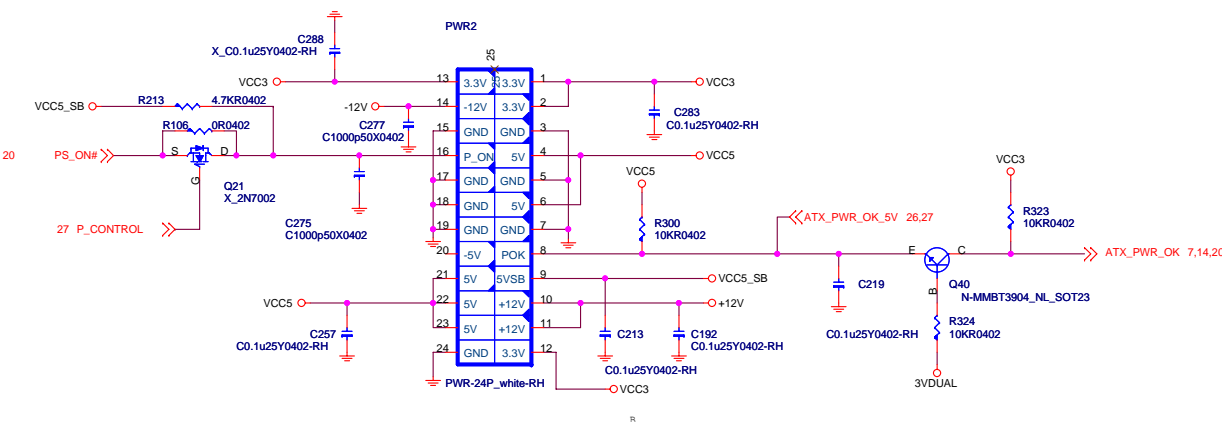 PWR2
C288
X_C0.1u25Y0402-RH
25
VCC3
13 3.3V 3.3V 1
VCC3
VCC5_SB
R213 4.7KR0402
-12V
14 -12V 3.3V 2
C283
C0.1u25Y0402-RH
R106 0R0402
C277
C1000p50X0402
15 GND GND 3
20 PS_ON#
S D
16 P_ON 5V 4
VCC5
G
Q21
X_2N7002
17 GND GND 5
VCC5
VCC3
18 GND 5V 6
27 P_CONTROL
C275
C1000p50X0402
19 GND GND 7
R300
10KR0402
ATX_PWR_OK_5V 26,27
R323
10KR0402
20 -5V POK 8
E C
ATX_PWR_OK 7,14,20
21 5V 5VSB 9
VCC5_SB
C219
B
Q40
N-MMBT3904_NL_SOT23
VCC5
22 5V +12V 10
+12V
23 5V +12V 11
C257
C0.1u25Y0402-RH
C213
C0.1u25Y0402-RH
C192
C0.1u25Y0402-RH
C0.1u25Y0402-RH
R324
10KR0402
24 GND 3.3V 12
PWR-24P_white-RH
VCC3
3VDUAL
B